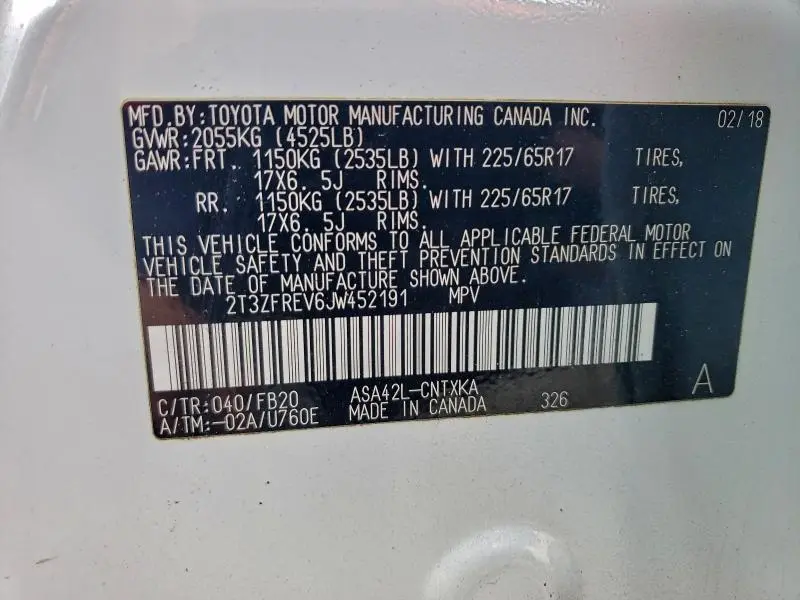 MFD.BY:TOYOTA MOTOR MANUFACTURING CANADA INC. 02/18
GVWR:2055KG (4525LB)
GAWR:FRT. 1150KG (2535LB) WITH 225/65R17 TIRES,
17X6. 5J RIMS.
RR. 1150KG (2535LB) WITH 225/65R17 TIRES,
17X6. 5J RIMS.
THIS VEHICLE CONFORMS TO ALL APPLICABLE FEDERAL MOTOR
VEHICLE SAFETY AND THEFT PREVENTION STANDARDS IN EFFECT ON
THE DATE OF MANUFACTURE SHOWN ABOVE.
2T3ZFREV6JW452191 MPV
C/TR:040/FB20 ASA42L-CNTXKA
A/TM:-02A/U760E MADE IN CANADA 326 A